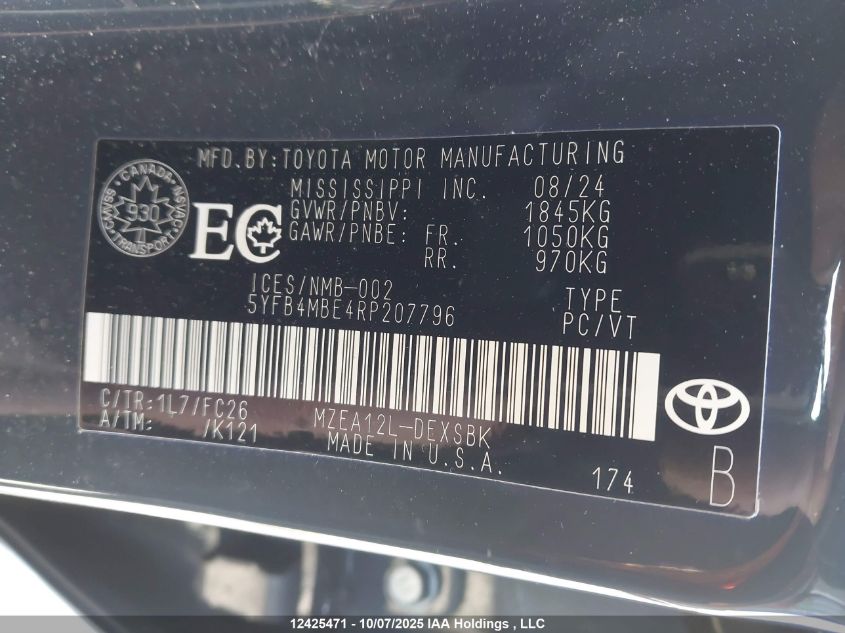 MFD.BY:TOYOTA MOTOR MANUFACTURING
MISSISSIPPI INC. 08/24
GVWR/PNBV: 1845KG
GAWR/PNBE: FR. 1050KG
RR. 970KG
CANADA
930
TRANSPORT
EC
ICES/NMB-002
5YFB4MBE4RP207796
TYPE
PC/VT
C/TR:1L7/FC26
A/TM: /K121
MZEA12L-DEXSBK
MADE IN U.S.A.
174
B
12425471 - 10/07/2025 IAA Holdings , LLC